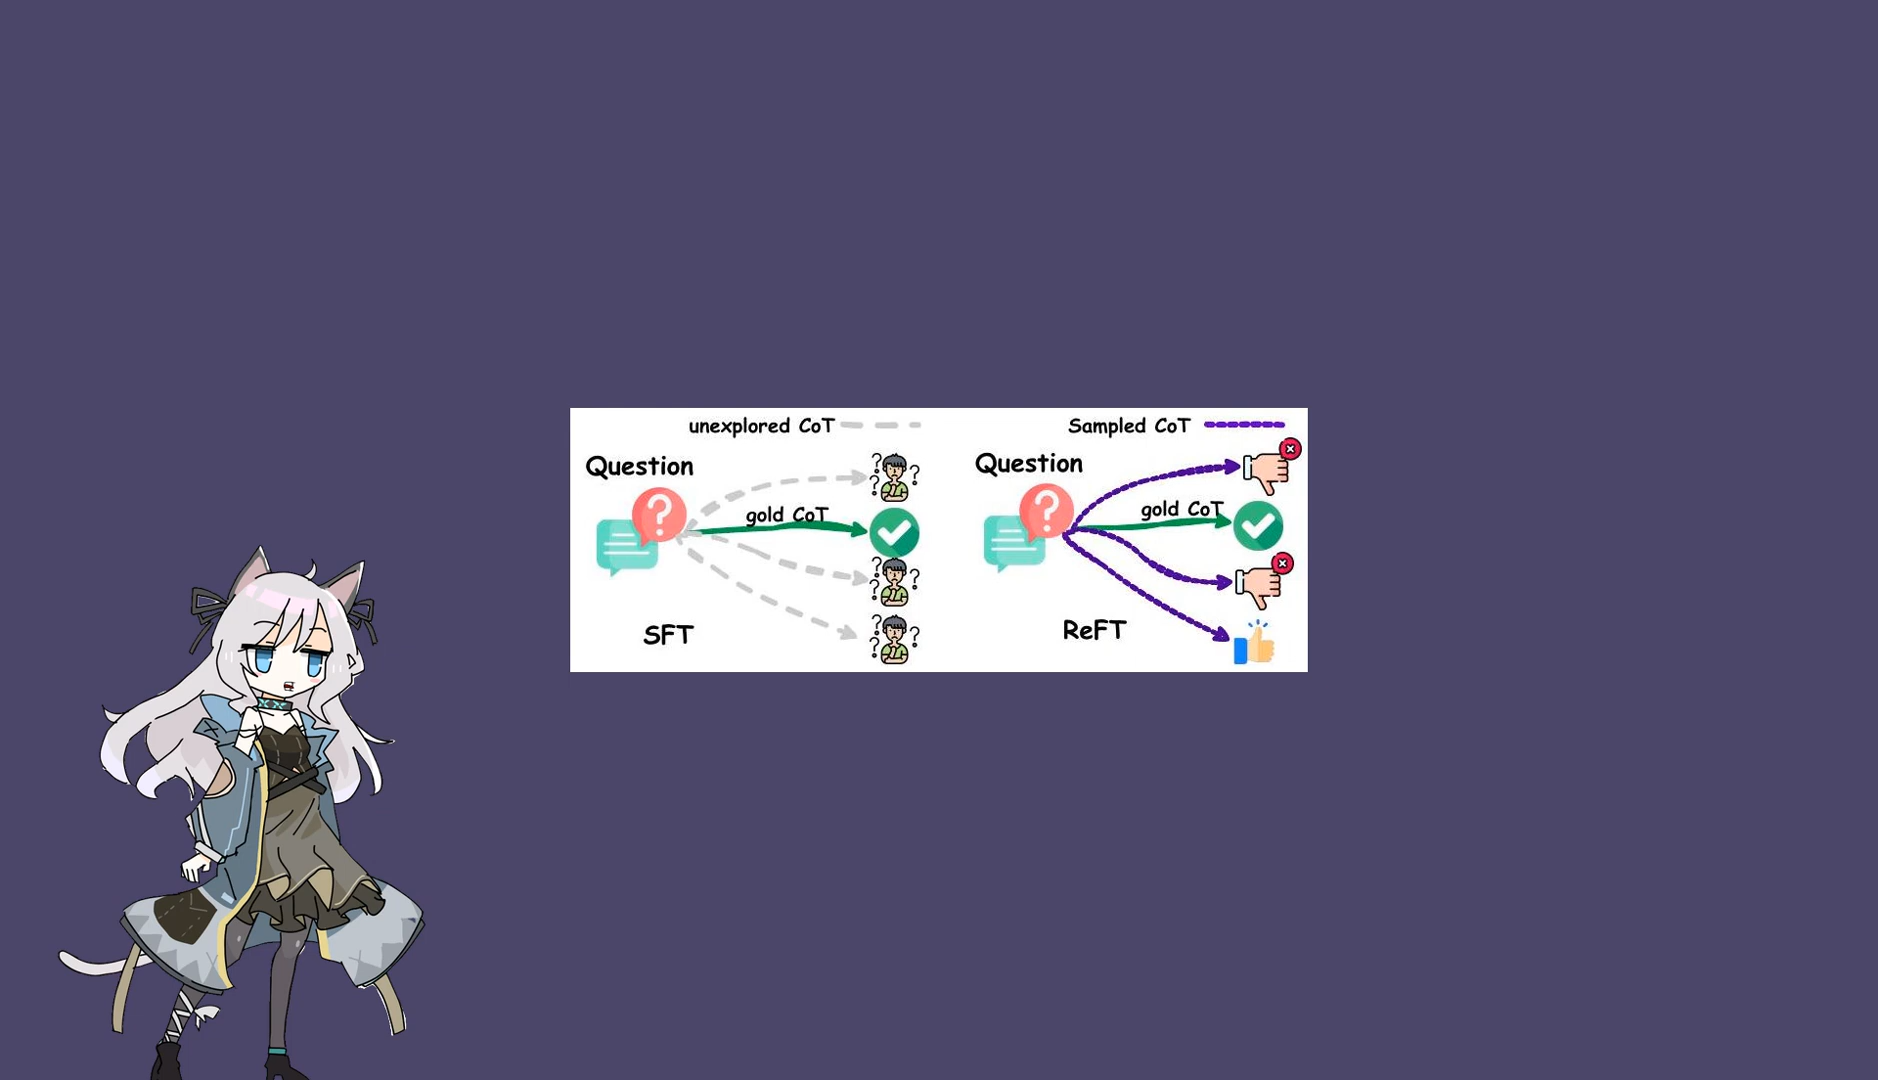 unexplored CoT
Question
gold CoT
SFT
Sampled CoT
Question
gold CoT
ReFT